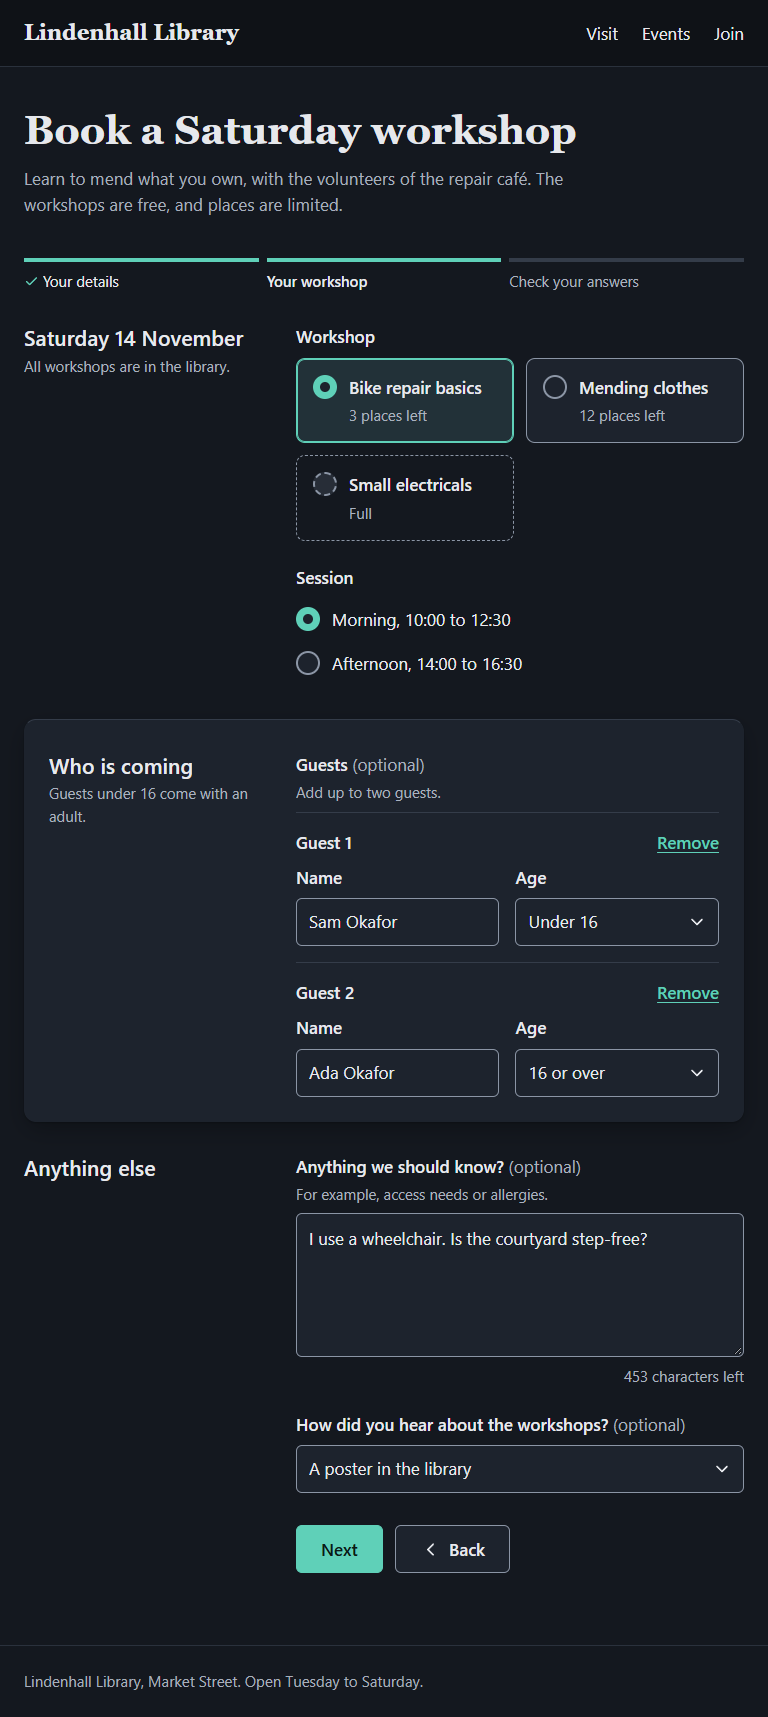 Lindenhall Library
Visit Events Join
Book a Saturday workshop
Learn to mend what you own, with the volunteers of the repair café. The
workshops are free, and places are limited.
Your details
Your workshop
Check your answers
Saturday 14 November
All workshops are in the library.
Workshop
Bike repair basics
3 places left
Mending clothes
12 places left
Small electricals
Full
Session
Morning, 10:00 to 12:30
Afternoon, 14:00 to 16:30
Who is coming
Guests under 16 come with an
adult.
Guests (optional)
Add up to two guests.
Guest 1
Remove
Name
Age
Sam Okafor
Under 16
Guest 2
Remove
Name
Age
Ada Okafor
16 or over
Anything else
Anything we should know? (optional)
For example, access needs or allergies.
I use a wheelchair. Is the courtyard step-free?
453 characters left
How did you hear about the workshops? (optional)
A poster in the library
Next
Back
Lindenhall Library, Market Street. Open Tuesday to Saturday.